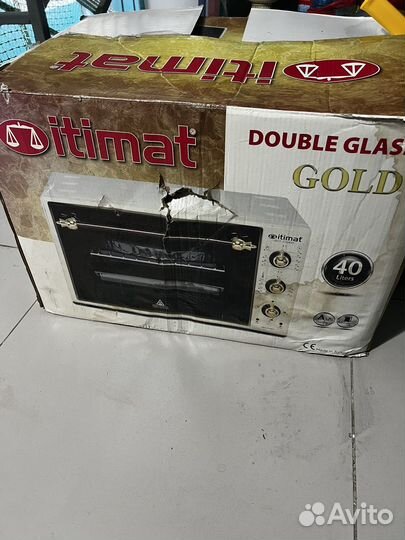 itimat
itimat
DOUBLE GLASS
GOLD
itimat
40
Liters
CE
Avito